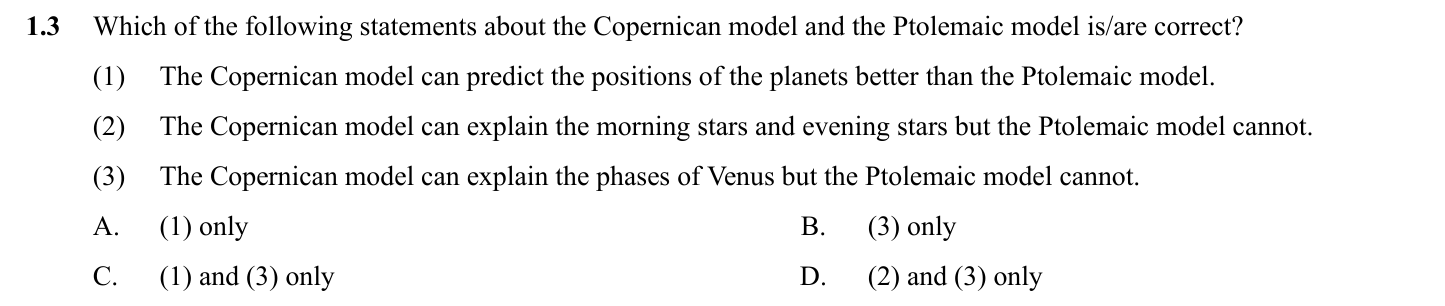 1.3 Which of the following statements about the Copernican model and the Ptolemaic model is/are correct?
(1) The Copernican model can predict the positions of the planets better than the Ptolemaic model.
(2) The Copernican model can explain the morning stars and evening stars but the Ptolemaic model cannot.
(3) The Copernican model can explain the phases of Venus but the Ptolemaic model cannot.
A. (1) only B. (3) only
C. (1) and (3) only D. (2) and (3) only